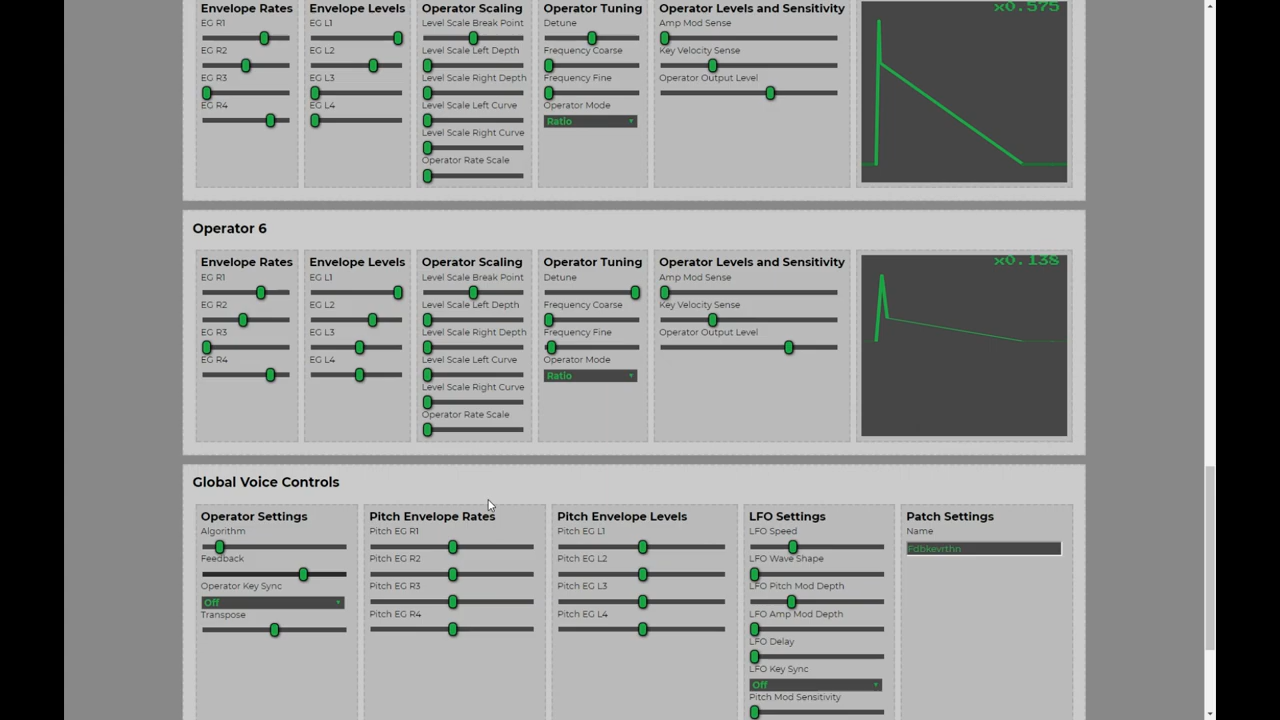 Envelope Rates
EG R1
EG R2
EG R3
EG R4
Envelope Levels
EG L1
EG L2
EG L3
EG L4
Operator Scaling
Level Scale Break Point
Level Scale Left Depth
Level Scale Right Depth
Level Scale Left Curve
Level Scale Right Curve
Operator Rate Scale
Operator Tuning
Detune
Frequency Coarse
Frequency Fine
Operator Mode
Ratio
Operator Levels and Sensitivity
Amp Mod Sense
Key Velocity Sense
Operator Output Level
x0.575
Operator 6
Envelope Rates
EG R1
EG R2
EG R3
EG R4
Envelope Levels
EG L1
EG L2
EG L3
EG L4
Operator Scaling
Level Scale Break Point
Level Scale Left Depth
Level Scale Right Depth
Level Scale Left Curve
Level Scale Right Curve
Operator Rate Scale
Operator Tuning
Detune
Frequency Coarse
Frequency Fine
Operator Mode
Ratio
Operator Levels and Sensitivity
Amp Mod Sense
Key Velocity Sense
Operator Output Level
x0.138
Global Voice Controls
Operator Settings
Algorithm
Feedback
Operator Key Sync
Off
Transpose
Pitch Envelope Rates
Pitch EG R1
Pitch EG R2
Pitch EG R3
Pitch EG R4
Pitch Envelope Levels
Pitch EG L1
Pitch EG L2
Pitch EG L3
Pitch EG L4
LFO Settings
LFO Speed
LFO Wave Shape
LFO Pitch Mod Depth
LFO Amp Mod Depth
LFO Delay
LFO Key Sync
Off
Pitch Mod Sensitivity
Patch Settings
Name
Fdbkevrthn